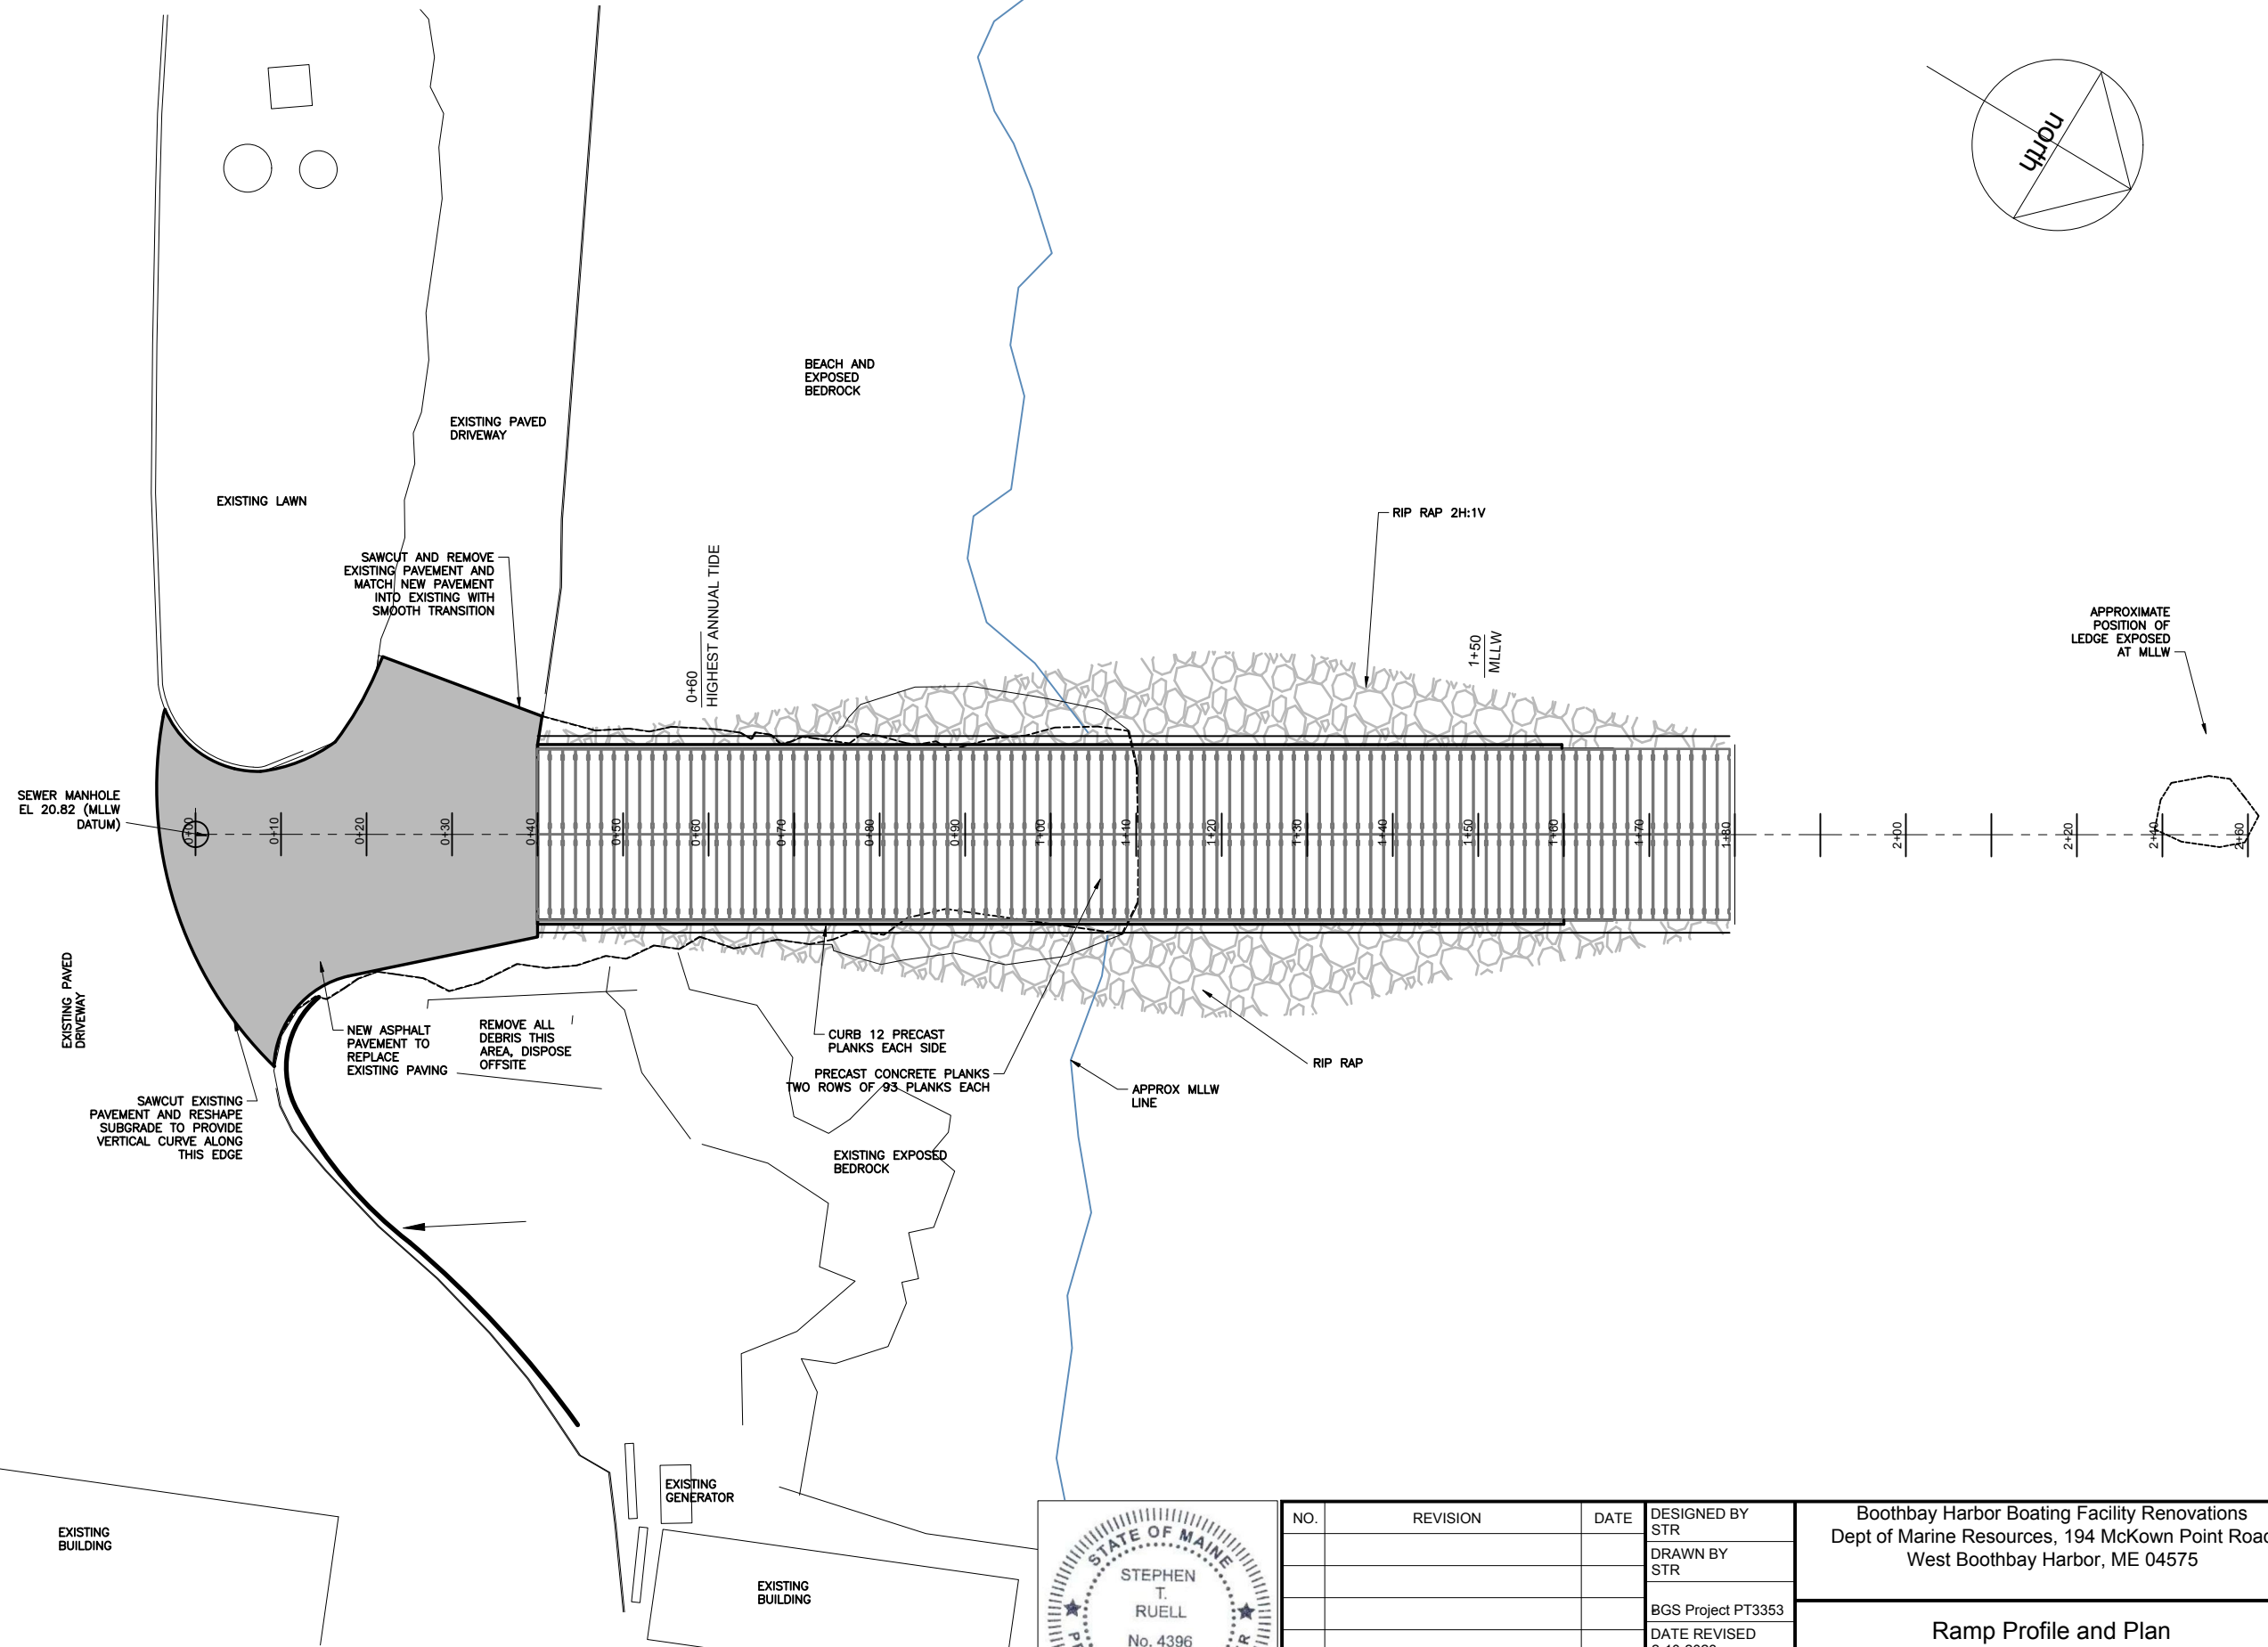 north
BEACH AND
EXPOSED
BEDROCK
EXISTING PAVED
DRIVEWAY
EXISTING LAWN
RIP RAP 2H:1V
SAWCUT AND REMOVE
EXISTING PAVEMENT AND
MATCH NEW PAVEMENT
INTO EXISTING WITH
SMOOTH TRANSITION
0+60
HIGHEST ANNUAL TIDE
1+50
MLLW
APPROXIMATE
POSITION OF
LEDGE EXPOSED
AT MLLW
SEWER MANHOLE
EL 20.82 (MLLW
DATUM)
0+00
0+10
0+20
0+30
0+40
0+50
0+60
0+70
0+80
0+90
1+00
1+10
1+20
1+30
1+40
1+50
1+60
1+70
1+80
2+00
2+20
2+40
2+60
EXISTING PAVED
DRIVEWAY
NEW ASPHALT
PAVEMENT TO
REPLACE
EXISTING PAVING
REMOVE ALL
DEBRIS THIS
AREA, DISPOSE
OFFSITE
CURB 12 PRECAST
PLANKS EACH SIDE
PRECAST CONCRETE PLANKS
TWO ROWS OF 93 PLANKS EACH
RIP RAP
APPROX MLLW
LINE
SAWCUT EXISTING
PAVEMENT AND RESHAPE
SUBGRADE TO PROVIDE
VERTICAL CURVE ALONG
THIS EDGE
EXISTING EXPOSED
BEDROCK
EXISTING
GENERATOR
EXISTING
BUILDING
EXISTING
BUILDING
STATE OF MAINE
STEPHEN
T.
RUELL
No. 4396
NO.
REVISION
DATE
DESIGNED BY
STR
DRAWN BY
STR
BGS Project PT3353
DATE REVISED
Boothbay Harbor Boating Facility Renovations
Dept of Marine Resources, 194 McKown Point Road
West Boothbay Harbor, ME 04575
Ramp Profile and Plan